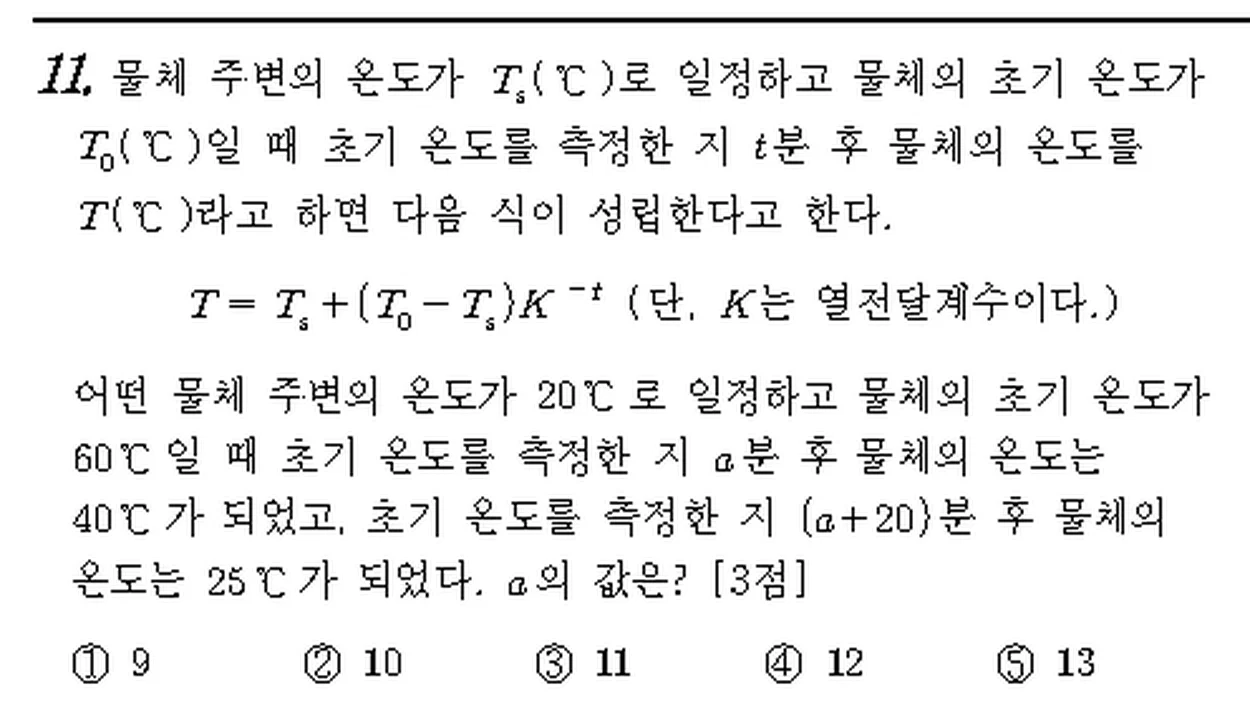 11. 물체 주변의 온도가 Tₛ(℃)로 일정하고 물체의 초기 온도가
T₀(℃)일 때 초기 온도를 측정한 지 t분 후 물체의 온도를
T(℃)라고 하면 다음 식이 성립한다고 한다.
T = Tₛ + (T₀ − Tₛ)K⁻ᵗ (단, K는 열전달계수이다.)
어떤 물체 주변의 온도가 20℃로 일정하고 물체의 초기 온도가
60℃일 때 초기 온도를 측정한 지 a분 후 물체의 온도는
40℃가 되었고, 초기 온도를 측정한 지 (a+20)분 후 물체의
온도는 25℃가 되었다. a의 값은? [3점]
① 9 ② 10 ③ 11 ④ 12 ⑤ 13